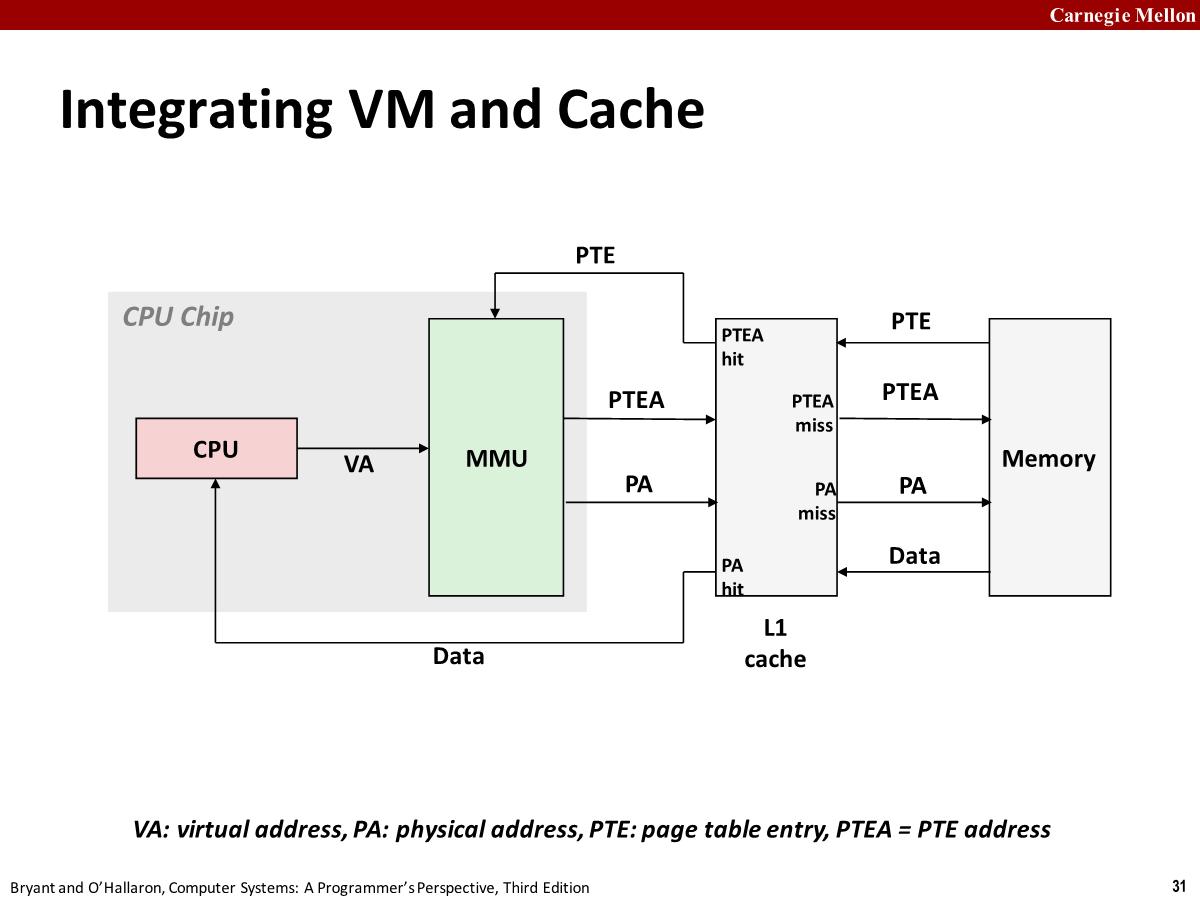 Carnegie Mellon
Integrating VM and Cache
PTE
CPU Chip
PTEA
hit
PTE
PTEA
PTEA
miss
PTEA
CPU
VA
MMU
Memory
PA
PA
miss
PA
PA
hit
Data
L1
cache
Data
VA: virtual address, PA: physical address, PTE: page table entry, PTEA = PTE address
Bryant and O’Hallaron, Computer Systems: A Programmer’s Perspective, Third Edition
31